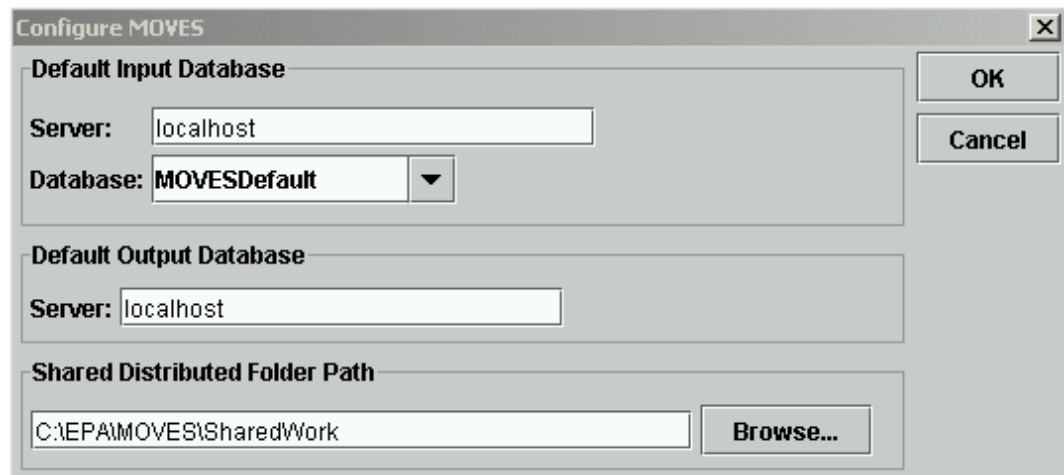 Configure MOVES
Default Input Database
OK
Server: localhost
Cancel
Database: MOVESDefault
Default Output Database
Server: localhost
Shared Distributed Folder Path
C:\EPA\MOVES\SharedWork Browse...